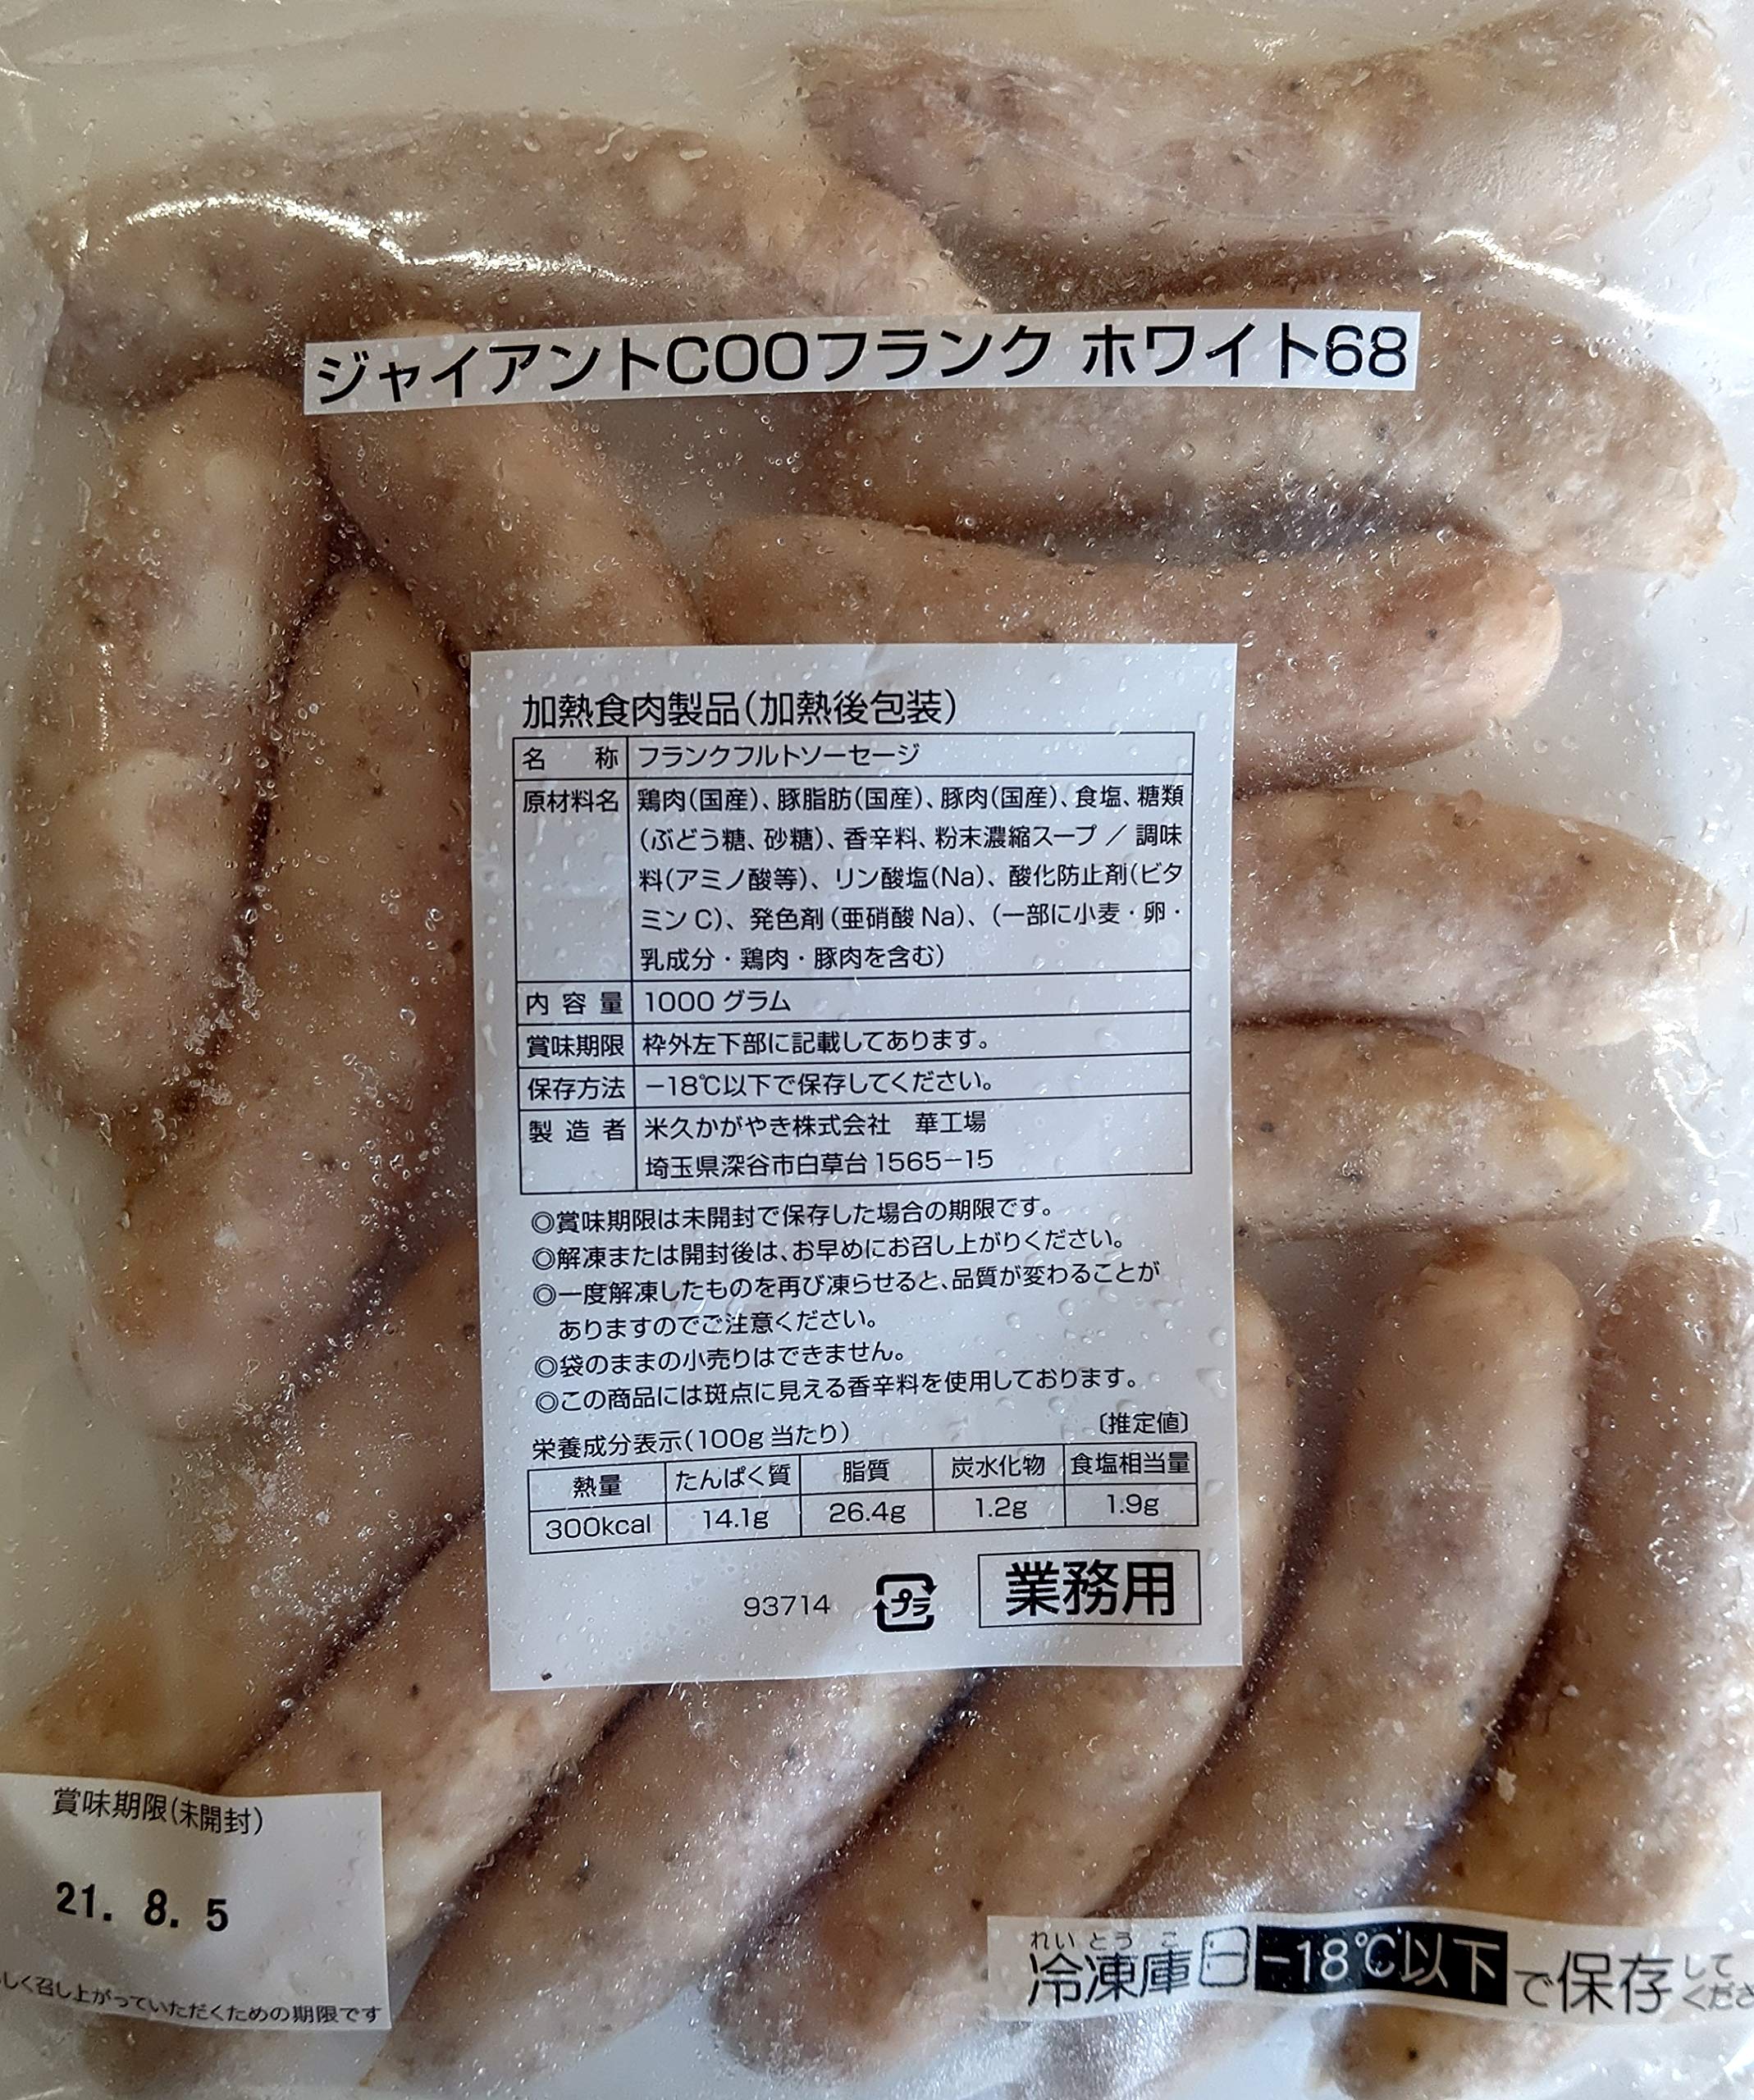 ジャイアントCOOフランク ホワイト68
加熱食肉製品(加熱後包装)
名 称 フランクフルトソーセージ
原材料名 鶏肉(国産)、豚脂肪(国産)、豚肉(国産)、食塩、糖類
(ぶどう糖、砂糖)、香辛料、粉末濃縮スープ / 調味
料(アミノ酸等)、リン酸塩(Na)、酸化防止剤(ビタ
ミンC)、発色剤(亜硝酸Na)、(一部に小麦・卵・
乳成分・鶏肉・豚肉を含む)
内容量 1000グラム
賞味期限 枠外左下部に記載してあります。
保存方法 -18℃以下で保存してください。
製造者 米久かがやき株式会社 華工場
埼玉県深谷市白草台1565-15
◎賞味期限は未開封で保存した場合の期限です。
◎解凍または開封後は、お早めにお召し上がりください。
◎一度解凍したものを再び凍らせると、品質が変わることが
ありますのでご注意ください。
◎袋のままの小売りはできません。
◎この商品には斑点に見える香辛料を使用しております。
栄養成分表示(100g当たり) 〔推定値〕
熱量 たんぱく質 脂質 炭水化物 食塩相当量
300kcal 14.1g 26.4g 1.2g 1.9g
93714 プラ 業務用
賞味期限(未開封)
21. 8. 5
しく召し上がっていただくための期限です
れいとうこ
冷凍庫 -18℃以下で保存して
くださ